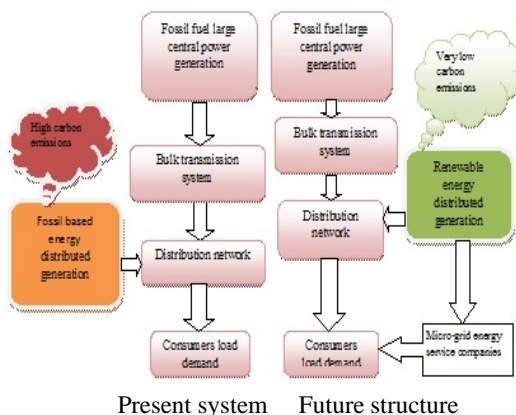 Fossil fuel large
central power
generation
Fossil fuel large
central power
generation
Very low
carbon
emissions
High carbon
emissions
Bulk transmission
system
Bulk transmission
system
Renewable
energy
distributed
generation
Fossil based
energy
distributed
generation
Distribution
network
Distribution network
Consumers load
demand
Consumers
load demand
Micro-grid energy
service companies
Present system
Future structure